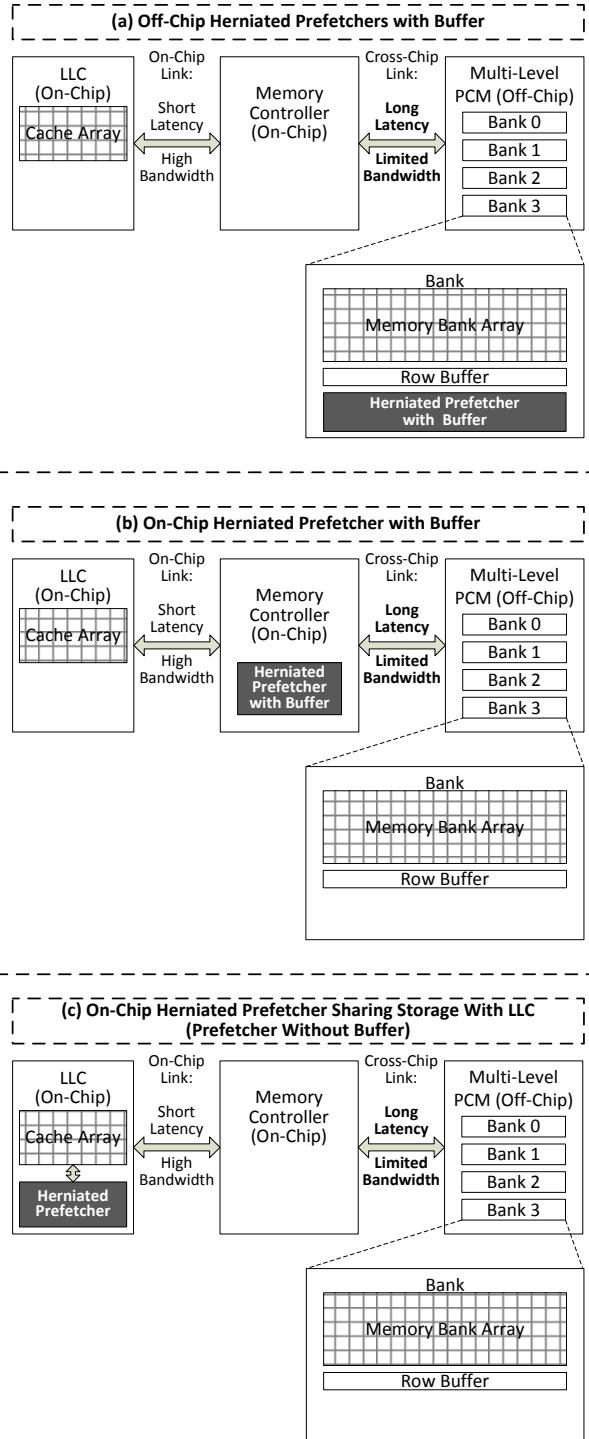 (a) Off-Chip Herniated Prefetchers with Buffer
LLC
(On-Chip)
Cache Array
On-Chip
Link:
Short
Latency
High
Bandwidth
Memory
Controller
(On-Chip)
Cross-Chip
Link:
Long
Latency
Limited
Bandwidth
Multi-Level
PCM (Off-Chip)
Bank 0
Bank 1
Bank 2
Bank 3
Bank
Memory Bank Array
Row Buffer
Herniated Prefetcher
with Buffer
(b) On-Chip Herniated Prefetcher with Buffer
LLC
(On-Chip)
Cache Array
On-Chip
Link:
Short
Latency
High
Bandwidth
Memory
Controller
(On-Chip)
Herniated
Prefetcher
with Buffer
Cross-Chip
Link:
Long
Latency
Limited
Bandwidth
Multi-Level
PCM (Off-Chip)
Bank 0
Bank 1
Bank 2
Bank 3
Bank
Memory Bank Array
Row Buffer
(c) On-Chip Herniated Prefetcher Sharing Storage With LLC
(Prefetcher Without Buffer)
LLC
(On-Chip)
Cache Array
Herniated
Prefetcher
On-Chip
Link:
Short
Latency
High
Bandwidth
Memory
Controller
(On-Chip)
Cross-Chip
Link:
Long
Latency
Limited
Bandwidth
Multi-Level
PCM (Off-Chip)
Bank 0
Bank 1
Bank 2
Bank 3
Bank
Memory Bank Array
Row Buffer